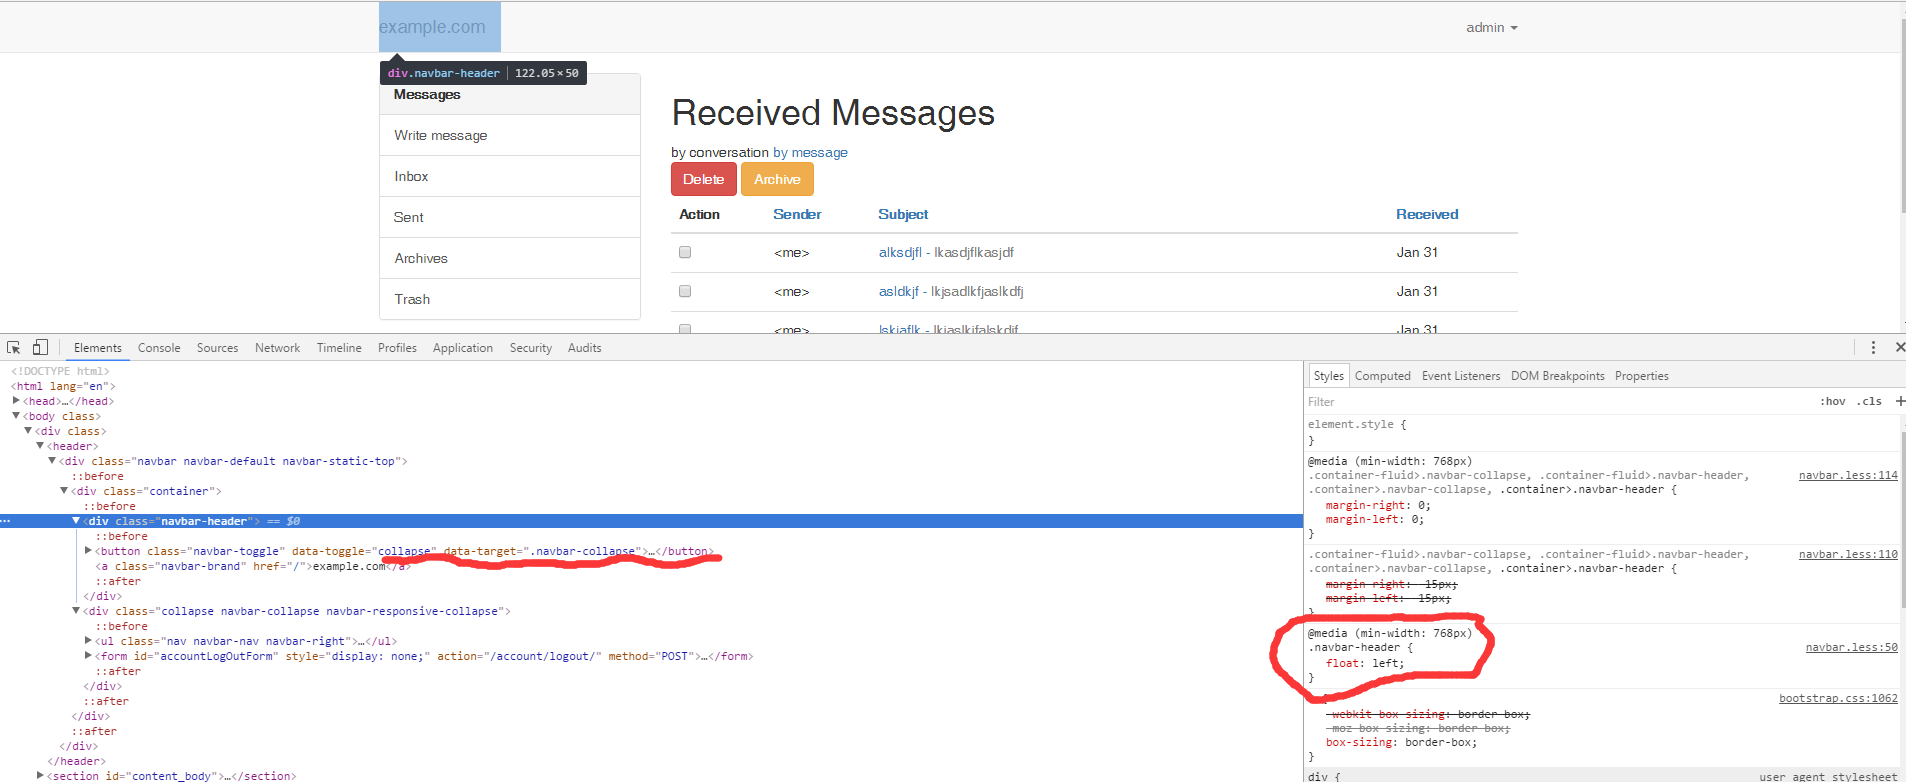 example.com
admin
div.navbar-header | 122.05×50
Messages
Write message
Inbox
Sent
Archives
Trash
Received Messages
by conversation by message
Delete Archive
Action Sender Subject Received
<me> alksdjfl - lkasdjflkasjdf Jan 31
<me> asldkjf - lkjsadlkfjaslkdfj Jan 31
<me> Jan 31
Elements Console Sources Network Timeline Profiles Application Security Audits
<!DOCTYPE html>
<html lang="en">
<head>…</head>
<body class>
<div class>
<header>
<div class="navbar navbar-default navbar-static-top">
::before
<div class="container">
::before
<div class="navbar-header"> == $0
::before
<button class="navbar-toggle" data-toggle="collapse" data-target=".navbar-collapse">…</button>
<a class="navbar-brand" href="/">example.com</a>
::after
</div>
<div class="collapse navbar-collapse navbar-responsive-collapse">
::before
<ul class="nav navbar-nav navbar-right">…</ul>
<form id="accountLogOutForm" style="display: none;" action="/account/logout/" method="POST">…</form>
::after
</div>
::after
</div>
::after
</div>
</header>
<section id="content_body">…</section>
Styles Computed Event Listeners DOM Breakpoints Properties
Filter :hov .cls +
element.style {
}
@media (min-width: 768px)
.container-fluid>.navbar-collapse, .container-fluid>.navbar-header, navbar.less:114
.container>.navbar-collapse, .container>.navbar-header {
margin-right: 0;
margin-left: 0;
}
.container-fluid>.navbar-collapse, .container-fluid>.navbar-header, navbar.less:110
.container>.navbar-collapse, .container>.navbar-header {
margin-right: -15px;
margin-left: -15px;
}
@media (min-width: 768px)
.navbar-header { navbar.less:50
float: left;
}
bootstrap.css:1062
-webkit-box-sizing: border-box;
-moz-box-sizing: border-box;
box-sizing: border-box;
}
div { user agent stylesheet